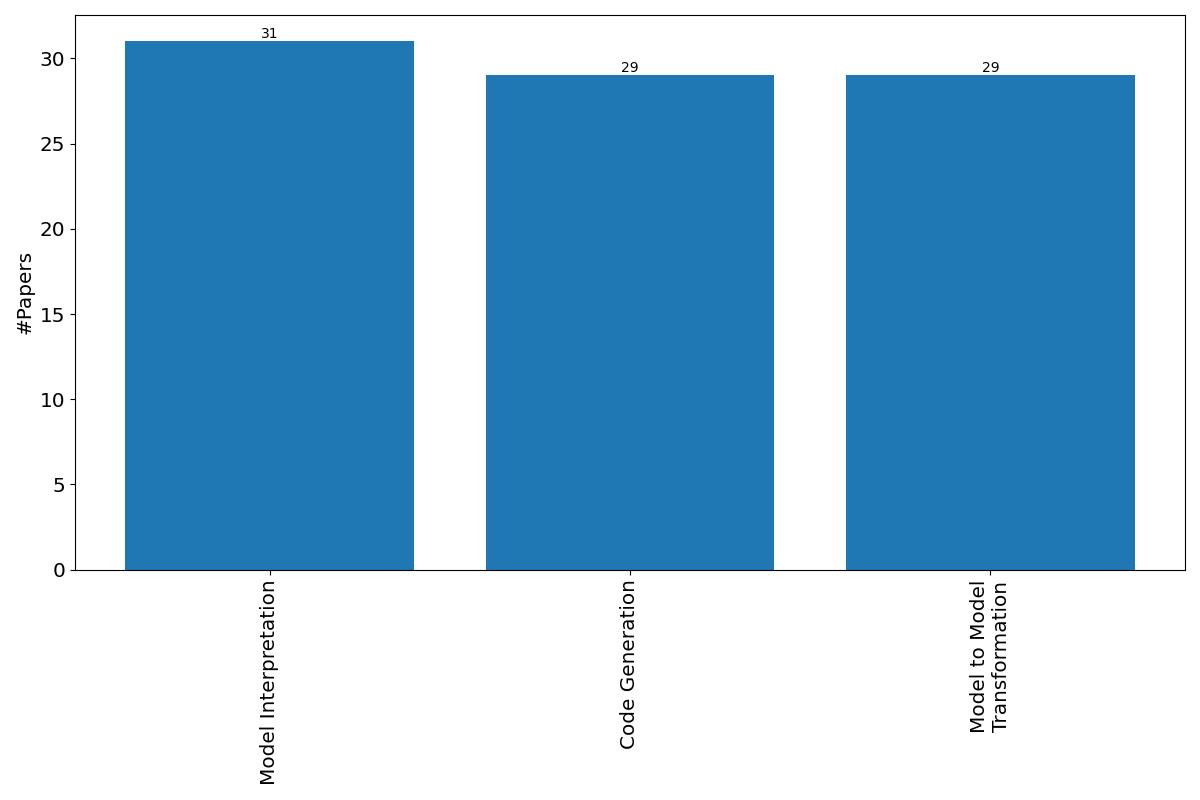 31
29
29
30
25
20
15
10
5
0
#Papers
Model Interpretation
Code Generation
Model to Model
Transformation